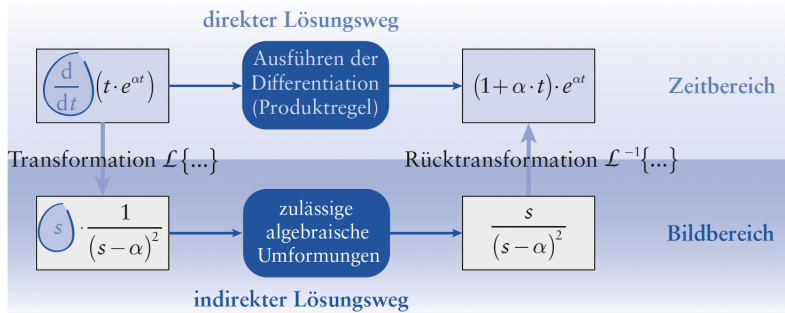 direkter Lösungsweg
d/dt (t · e^{αt})
Ausführen der
Differentiation
(Produktregel)
(1 + α · t) · e^{αt}
Zeitbereich
Transformation ℒ{...}
Rücktransformation ℒ⁻¹{...}
s · 1/(s − α)²
zulässige
algebraische
Umformungen
s/(s − α)²
Bildbereich
indirekter Lösungsweg